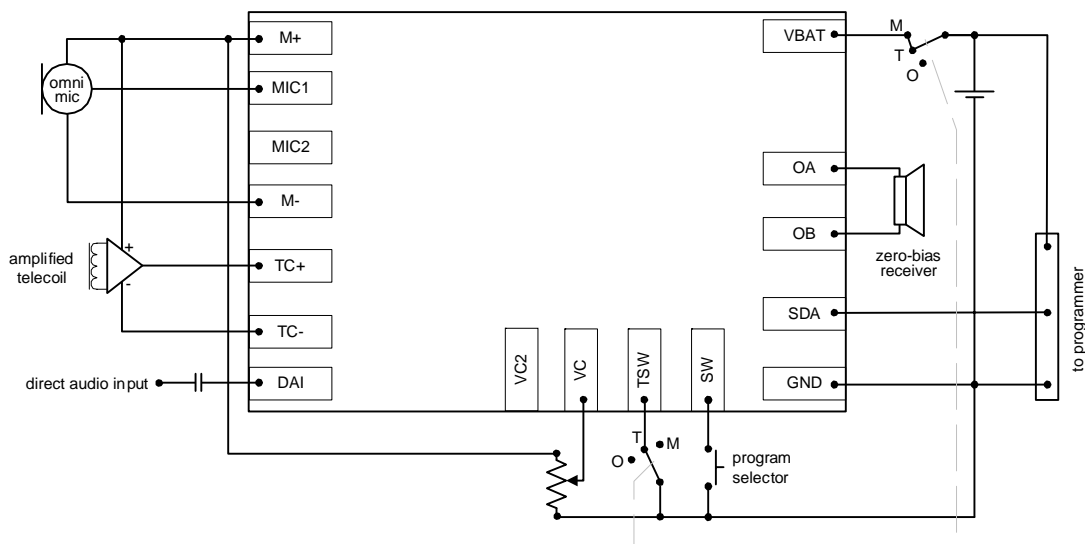 M+
MIC1
MIC2
M-
TC+
TC-
DAI
omni
mic
amplified
telecoil
+
-
direct audio input
VC2
VC
TSW
SW
VBAT
OA
OB
SDA
GND
M
T
O
zero-bias
receiver
to programmer
T
M
O
program
selector